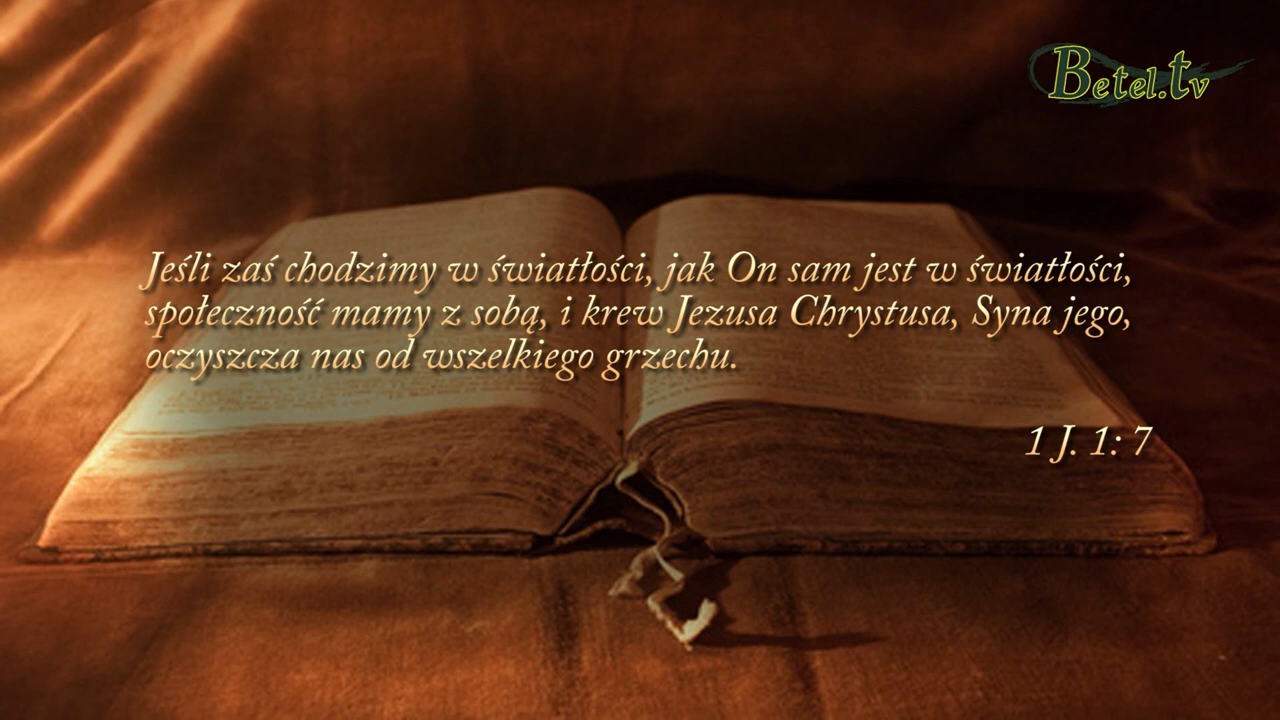 Betel.tv
Jeśli zaś chodzimy w światłości, jak On sam jest w światłości,
społeczność mamy z sobą, i krew Jezusa Chrystusa, Syna jego,
oczyszcza nas od wszelkiego grzechu.
1 J. 1: 7